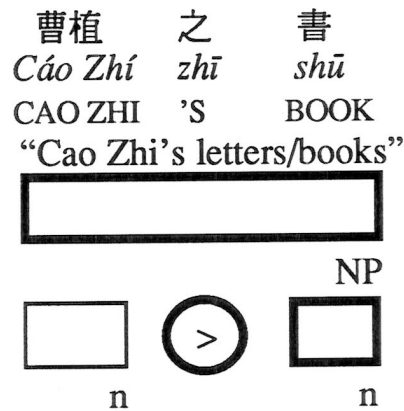 曹植 之 書
Cáo Zhí zhī shū
CAO ZHI 'S BOOK
“Cao Zhi’s letters/books”
NP
>
n n